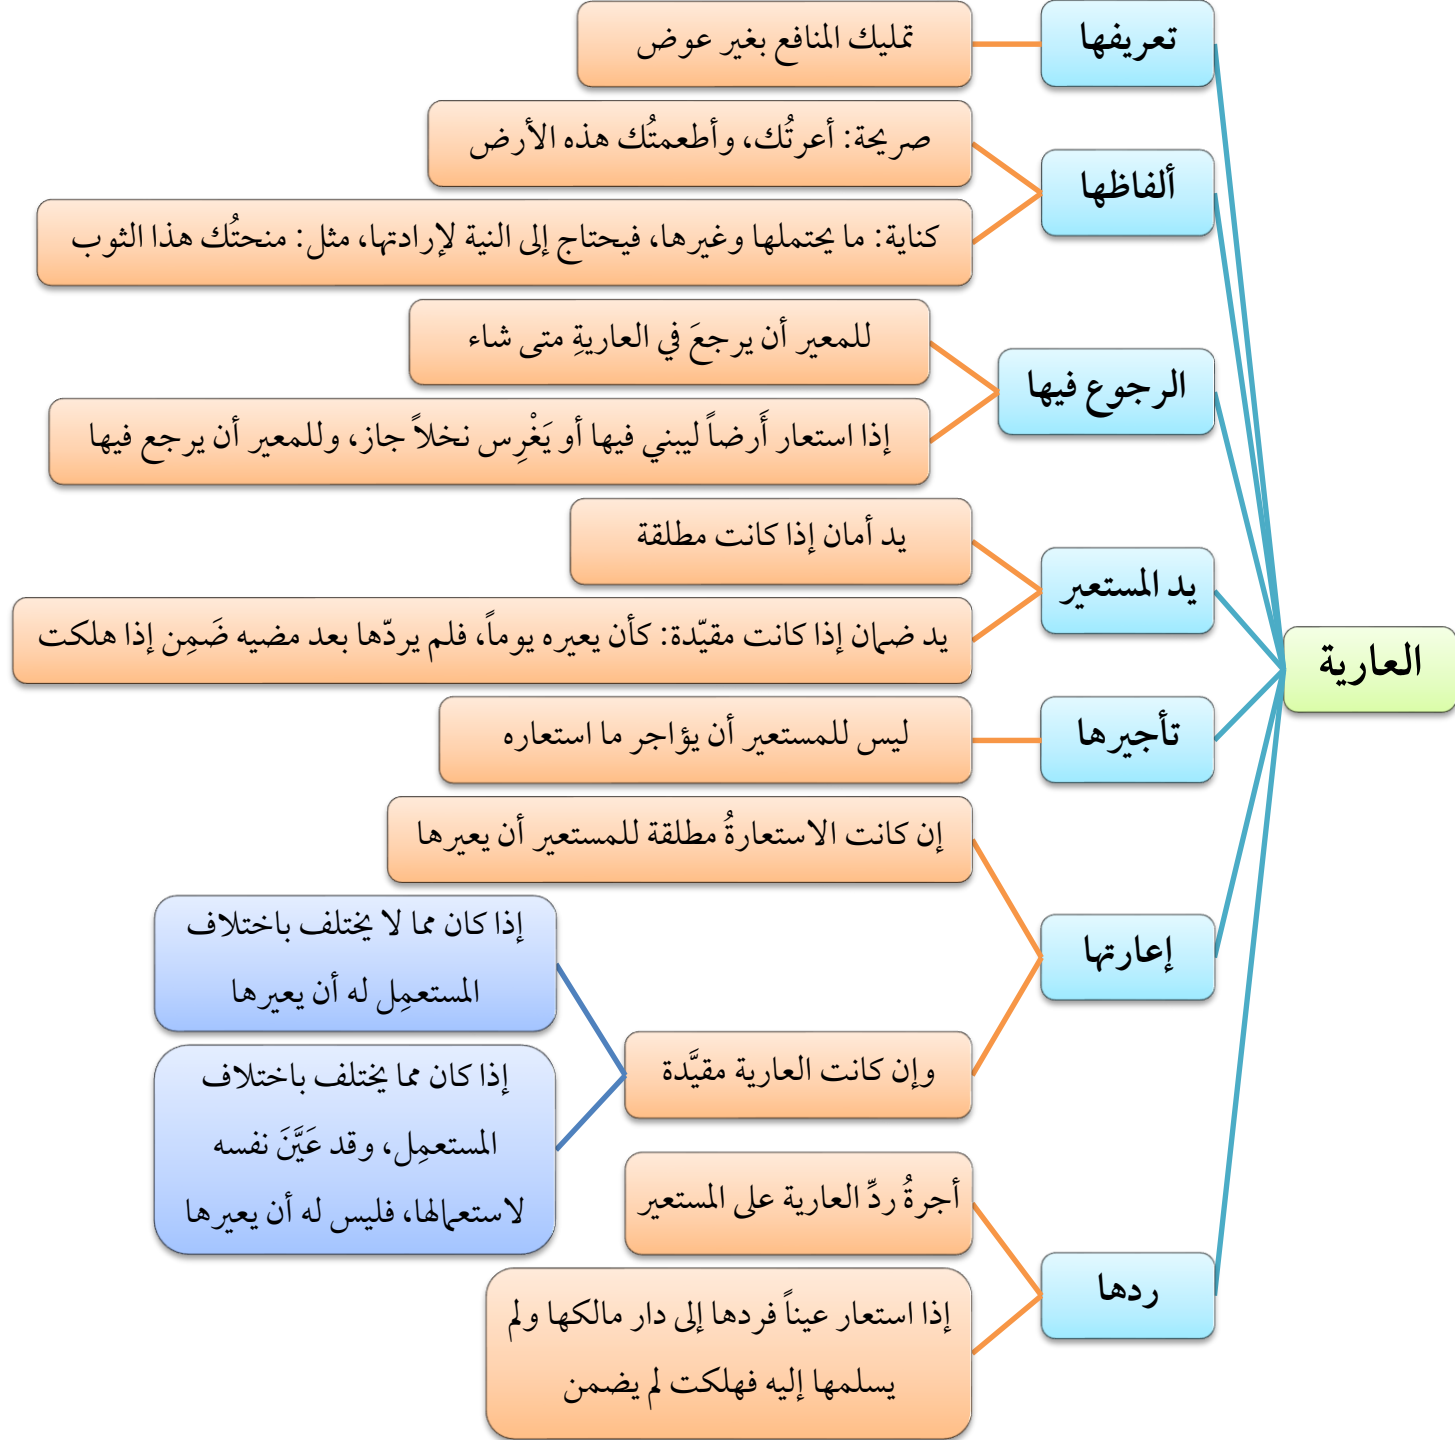 العارية
تعريفها
تمليك المنافع بغير عوض
ألفاظها
صريحة: أعرتُك، وأطعمتُك هذه الأرض
كناية: ما يحتملها وغيرها، فيحتاج إلى النية لإرادتها، مثل: منحتُك هذا الثوب
الرجوع فيها
للمعير أن يرجعَ في العاريةِ متى شاء
إذا استعار أَرضاً ليبني فيها أو يَغْرِس نخلاً جاز، وللمعير أن يرجع فيها
يد المستعير
يد أمان إذا كانت مطلقة
يد ضمان إذا كانت مقيّدة: كأن يعيره يوماً، فلم يردّها بعد مضيه ضَمِن إذا هلكت
تأجيرها
ليس للمستعير أن يؤاجر ما استعاره
إعارتها
إن كانت الاستعارةُ مطلقة للمستعير أن يعيرها
وإن كانت العارية مقيَّدة
إذا كان مما لا يختلف باختلاف
المستعمِل له أن يعيرها
إذا كان مما يختلف باختلاف
المستعمِل، وقد عَيَّنَ نفسه
لاستعمالها، فليس له أن يعيرها
ردها
أجرةُ ردِّ العارية على المستعير
إذا استعار عيناً فردها إلى دار مالكها ولم
يسلمها إليه فهلكت لم يضمن